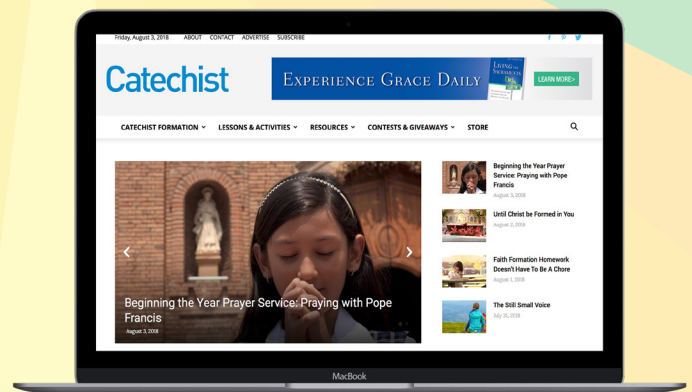 Friday, August 3, 2018 ABOUT CONTACT ADVERTISE SUBSCRIBE
Catechist
EXPERIENCE GRACE DAILY
LIVING THE
SACRAMENTS
LEARN MORE>
CATECHIST FORMATION LESSONS & ACTIVITIES RESOURCES CONTESTS & GIVEAWAYS STORE
Beginning the Year Prayer Service: Praying with Pope
Francis
August 3, 2018
Beginning the Year Prayer
Service: Praying with Pope
Francis
August 3, 2018
Until Christ be Formed in You
August 2, 2018
Faith Formation Homework
Doesn't Have To Be A Chore
August 1, 2018
The Still Small Voice
July 31, 2018
MacBook